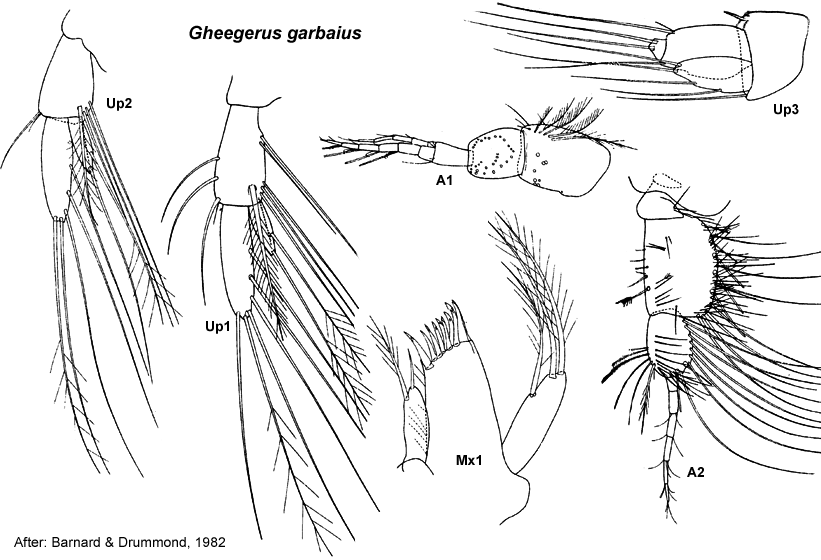 Gheegerus garbaius
Up2
Up3
A1
Up1
Mx1
A2
After: Barnard & Drummond, 1982